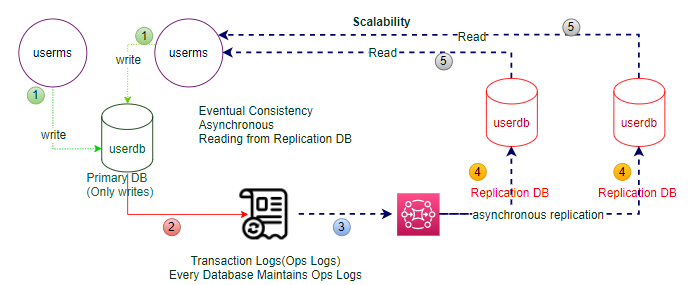 Scalability
1
1
5
userms
userms
Read
Read
5
write
write
userdb
Primary DB
(Only writes)
Eventual Consistency
Asynchronous
Reading from Replication DB
userdb
userdb
4
4
Replication DB
Replication DB
2
3
asynchronous replication
Transaction Logs(Ops Logs)
Every Database Maintains Ops Logs